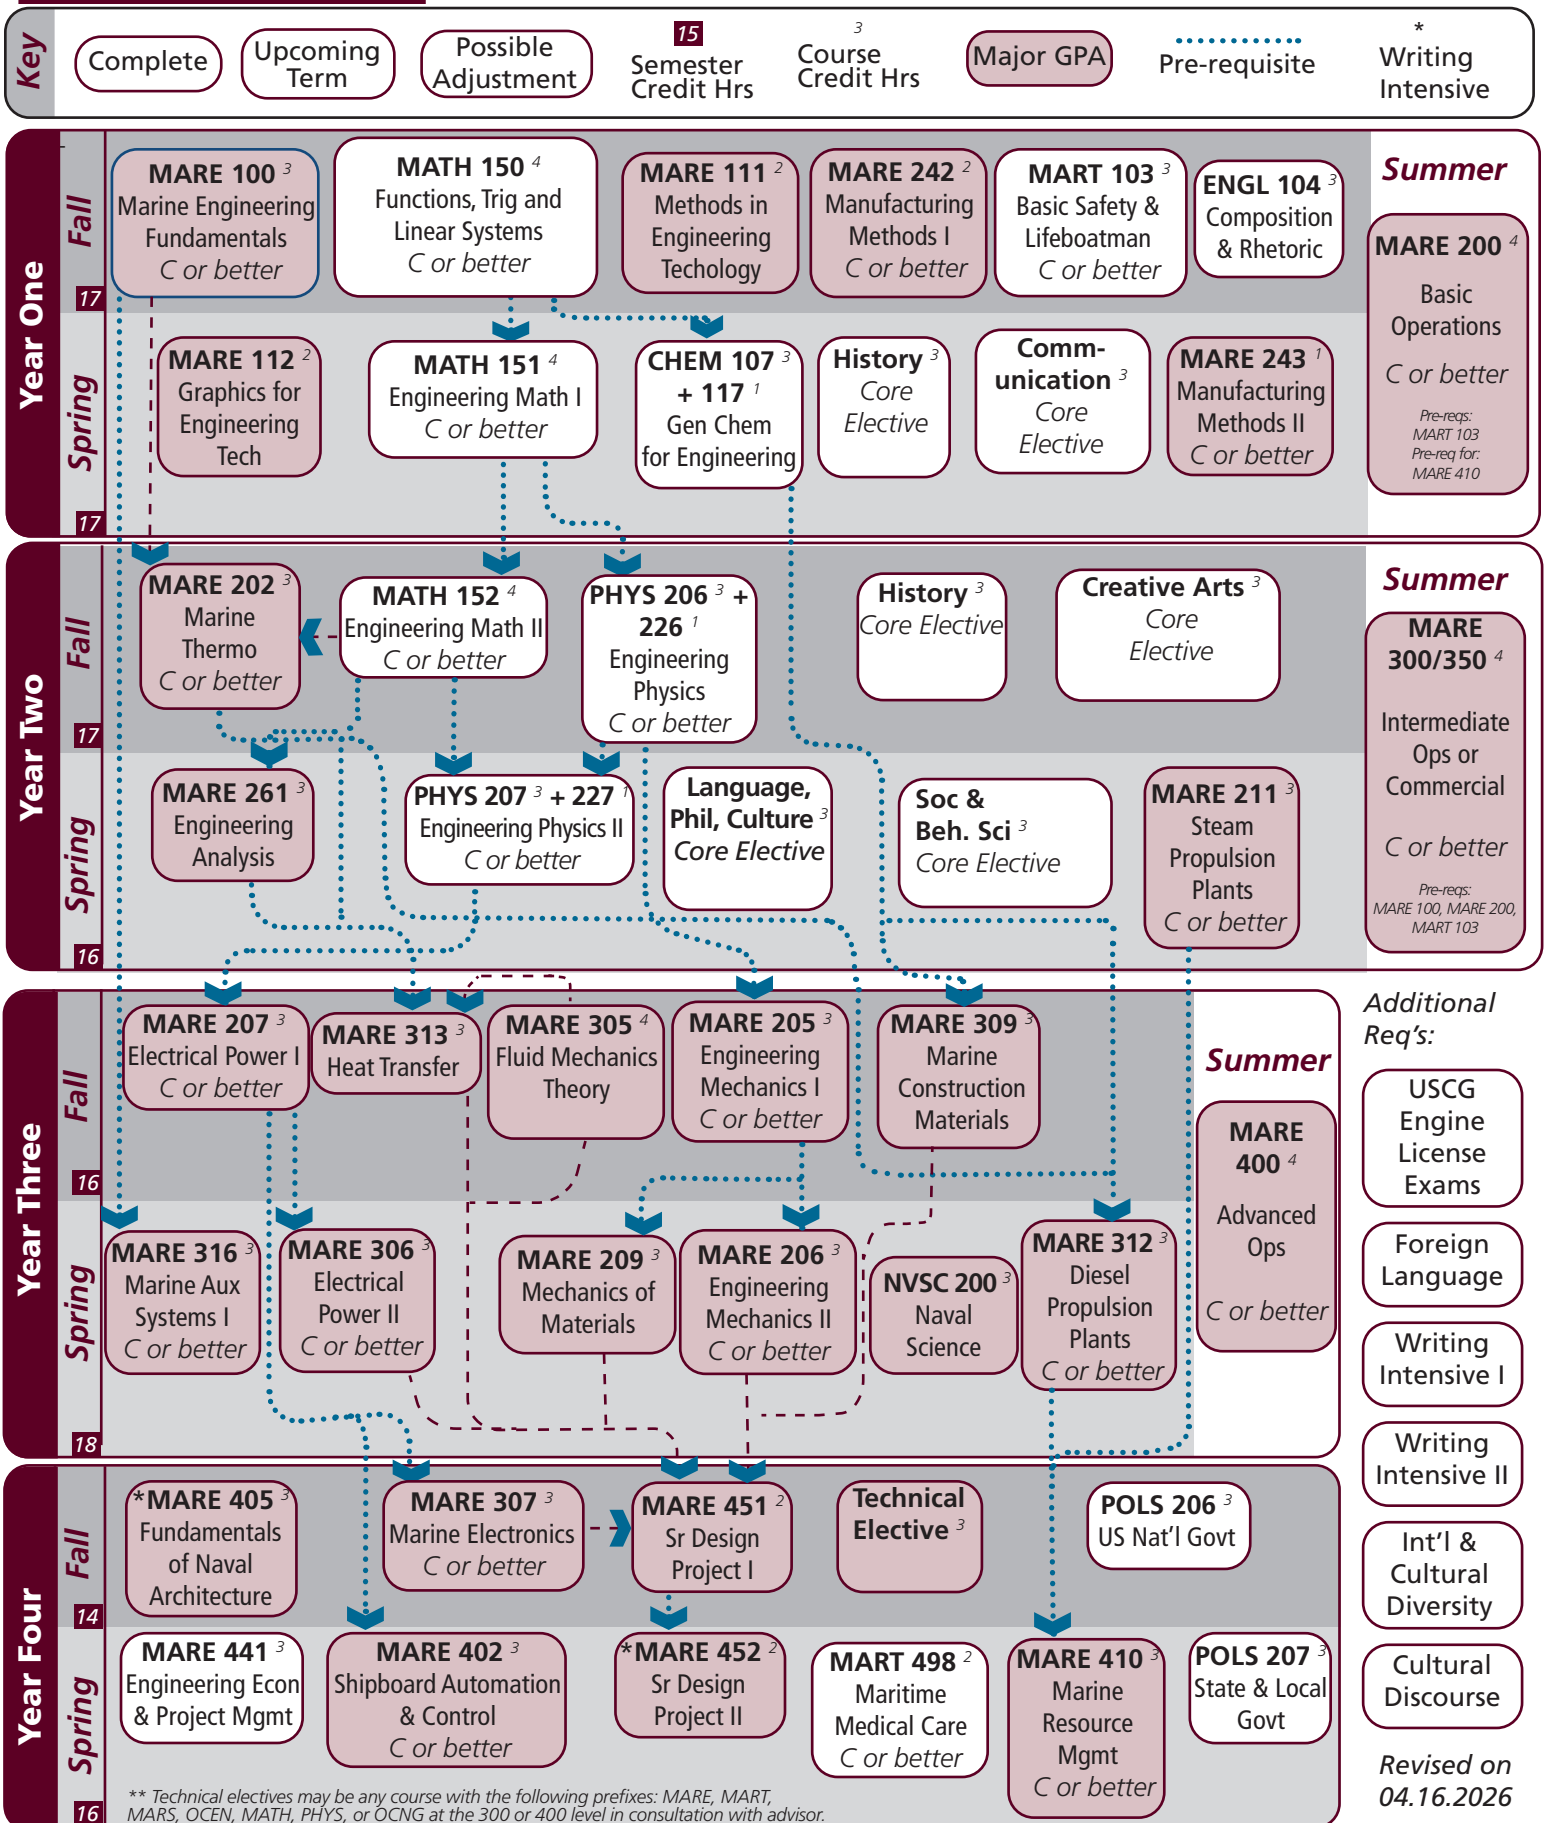 Key
Complete
Upcoming
Term
Possible
Adjustment
15
Semester
Credit Hrs
3
Course
Credit Hrs
Major GPA
Pre-requisite
*
Writing
Intensive
Year One
Fall
17
MARE 100 3
Marine Engineering
Fundamentals
C or better
MATH 150 4
Functions, Trig and
Linear Systems
C or better
MARE 111 2
Methods in
Engineering
Techology
MARE 242 2
Manufacturing
Methods I
C or better
MART 103 3
Basic Safety &
Lifeboatman
C or better
ENGL 104 3
Composition
& Rhetoric
Spring
17
MARE 112 2
Graphics for
Engineering
Tech
MATH 151 4
Engineering Math I
C or better
CHEM 107 3
+ 117 1
Gen Chem
for Engineering
History 3
Core
Elective
Comm-
unication 3
Core
Elective
MARE 243 1
Manufacturing
Methods II
C or better
Summer
MARE 200 4
Basic
Operations
C or better
Pre-reqs:
MART 103
Pre-req for:
MARE 410
Year Two
Fall
17
MARE 202 3
Marine
Thermo
C or better
MATH 152 4
Engineering Math II
C or better
PHYS 206 3 +
226 1
Engineering
Physics
C or better
History 3
Core Elective
Creative Arts 3
Core
Elective
Spring
16
MARE 261 3
Engineering
Analysis
PHYS 207 3 + 227 1
Engineering Physics II
C or better
Language,
Phil, Culture 3
Core Elective
Soc &
Beh. Sci 3
Core Elective
MARE 211 3
Steam
Propulsion
Plants
C or better
Summer
MARE
300/350 4
Intermediate
Ops or
Commercial
C or better
Pre-reqs:
MARE 100, MARE 200,
MART 103
Year Three
Fall
16
MARE 207 3
Electrical Power I
C or better
MARE 313 3
Heat Transfer
MARE 305 4
Fluid Mechanics
Theory
MARE 205 3
Engineering
Mechanics I
C or better
MARE 309 3
Marine
Construction
Materials
Spring
18
MARE 316 3
Marine Aux
Systems I
C or better
MARE 306 3
Electrical
Power II
C or better
MARE 209 3
Mechanics of
Materials
MARE 206 3
Engineering
Mechanics II
C or better
NVSC 200 3
Naval
Science
MARE 312 3
Diesel
Propulsion
Plants
C or better
Summer
MARE
400 4
Advanced
Ops
C or better
Year Four
Fall
14
*MARE 405 3
Fundamentals
of Naval
Architecture
MARE 307 3
Marine Electronics
C or better
MARE 451 2
Sr Design
Project I
Technical
Elective 3
POLS 206 3
US Nat’l Govt
Spring
16
MARE 441 3
Engineering Econ
& Project Mgmt
MARE 402 3
Shipboard Automation
& Control
C or better
*MARE 452 2
Sr Design
Project II
MART 498 2
Maritime
Medical Care
C or better
MARE 410 3
Marine
Resource
Mgmt
C or better
POLS 207 3
State & Local
Govt
** Technical electives may be any course with the following prefixes: MARE, MART,
MARS, OCEN, MATH, PHYS, or OCNG at the 300 or 400 level in consultation with advisor.
Additional
Req’s:
USCG
Engine
License
Exams
Foreign
Language
Writing
Intensive I
Writing
Intensive II
Int’l &
Cultural
Diversity
Cultural
Discourse
Revised on
04.16.2026